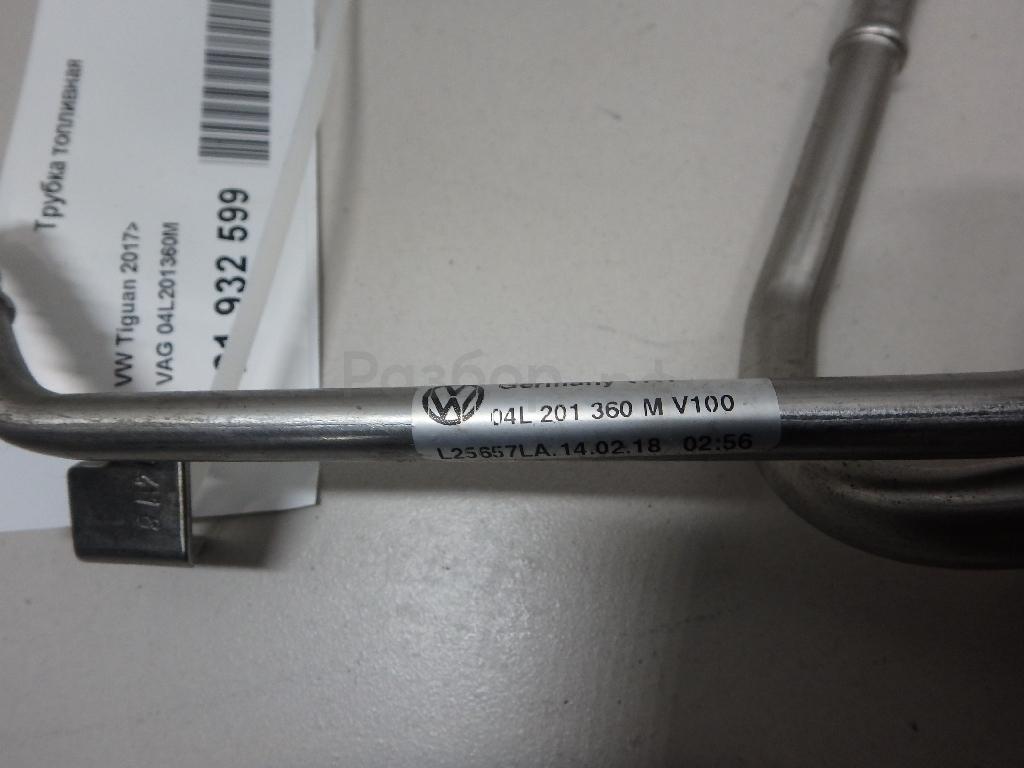 Трубка топливная
VW Tiguan 2017>
VAG 04L201360M
932 599
Germany
04L 201 360 M V100
L25657LA.14.02.18 02:56
418
Разбор